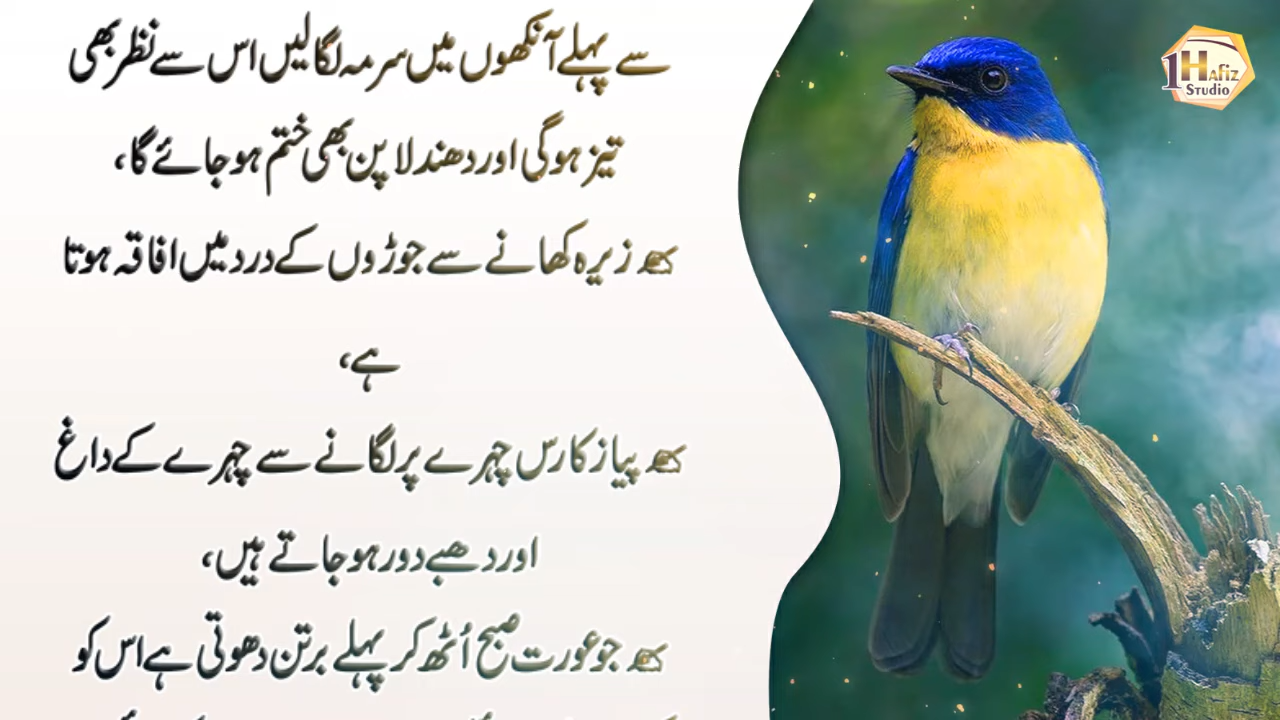 سے پہلے آنکھوں میں سرمہ لگالیں اس سے نظر بھی
تیز ہوگی اور دھندلا پن بھی ختم ہو جائے گا،
زیرہ کھانے سے جوڑوں کے درد میں افاقہ ہوتا
ہے،
پیاز کا رس چہرے پر لگانے سے چہرے کے داغ
اور دھبے دور ہو جاتے ہیں،
جو عورت صبح اُٹھ کر پہلے برتن دھوتی ہے اس کو
1Hafiz
Studio